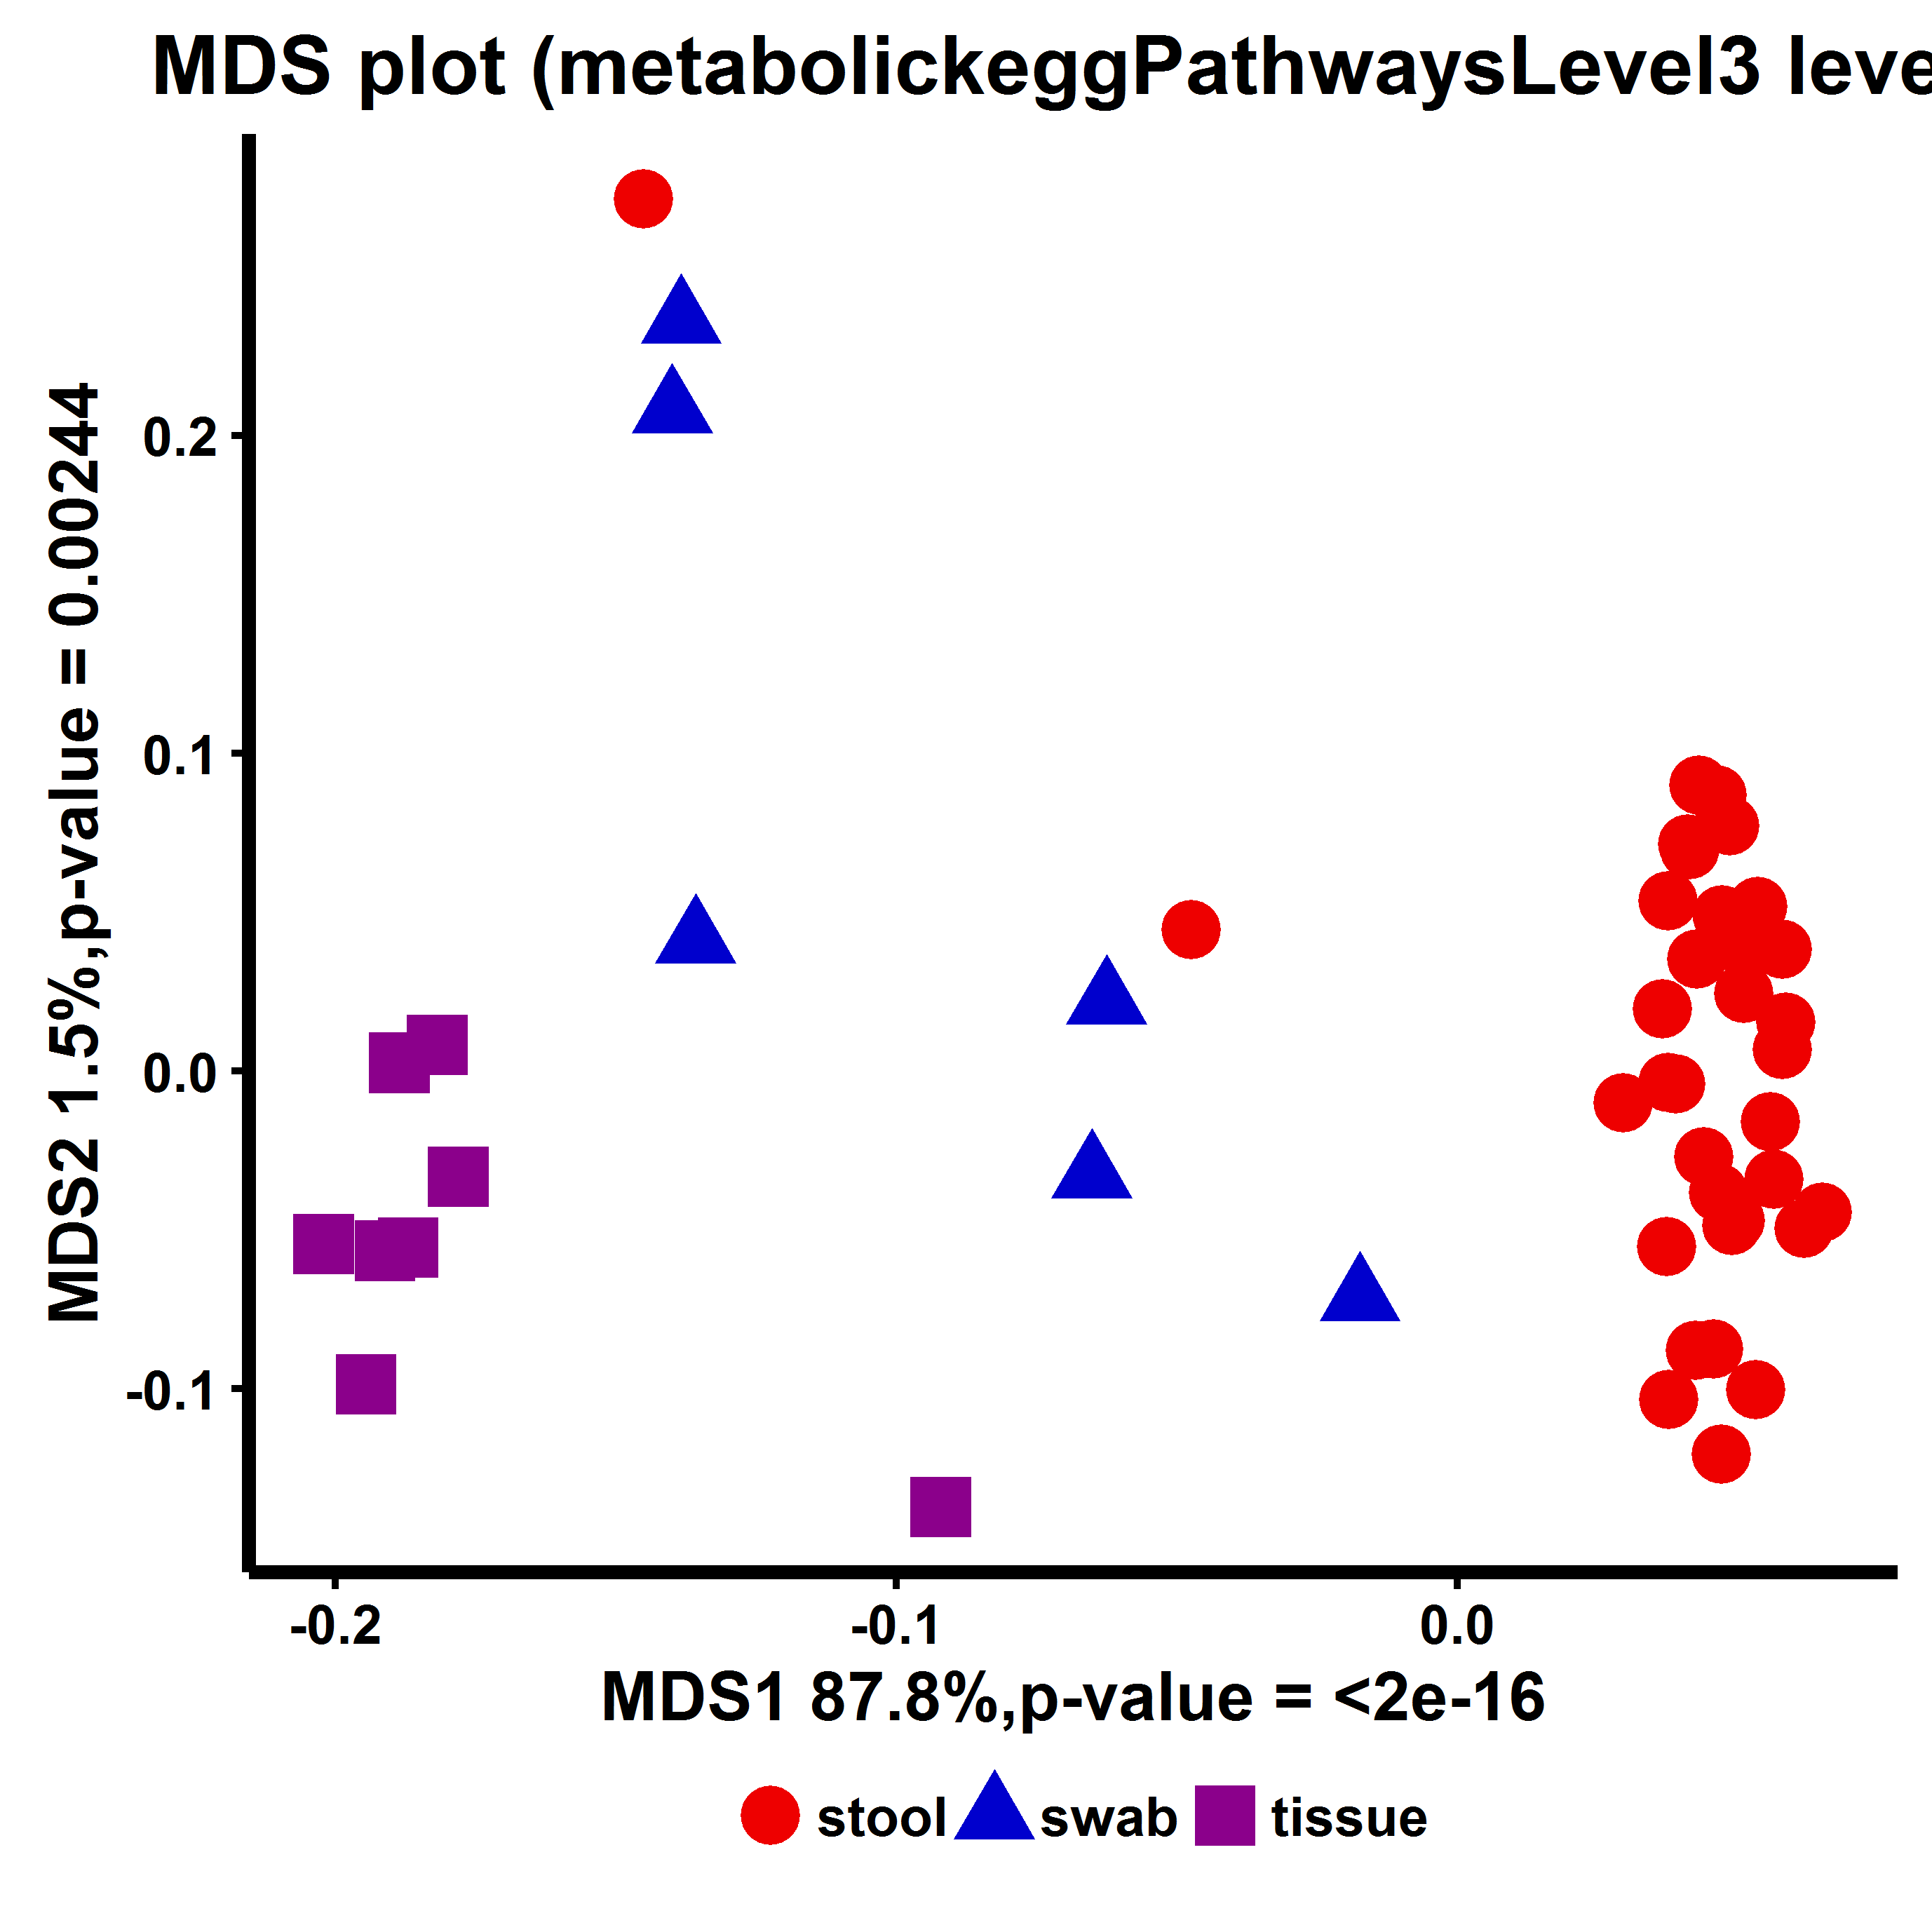 MDS plot (metabolickeggPathwaysLevel3 leve
MDS2 1.5%,p-value = 0.00244
0.2
0.1
0.0
-0.1
-0.2 -0.1 0.0
MDS1 87.8%,p-value = <2e-16
stool swab tissue